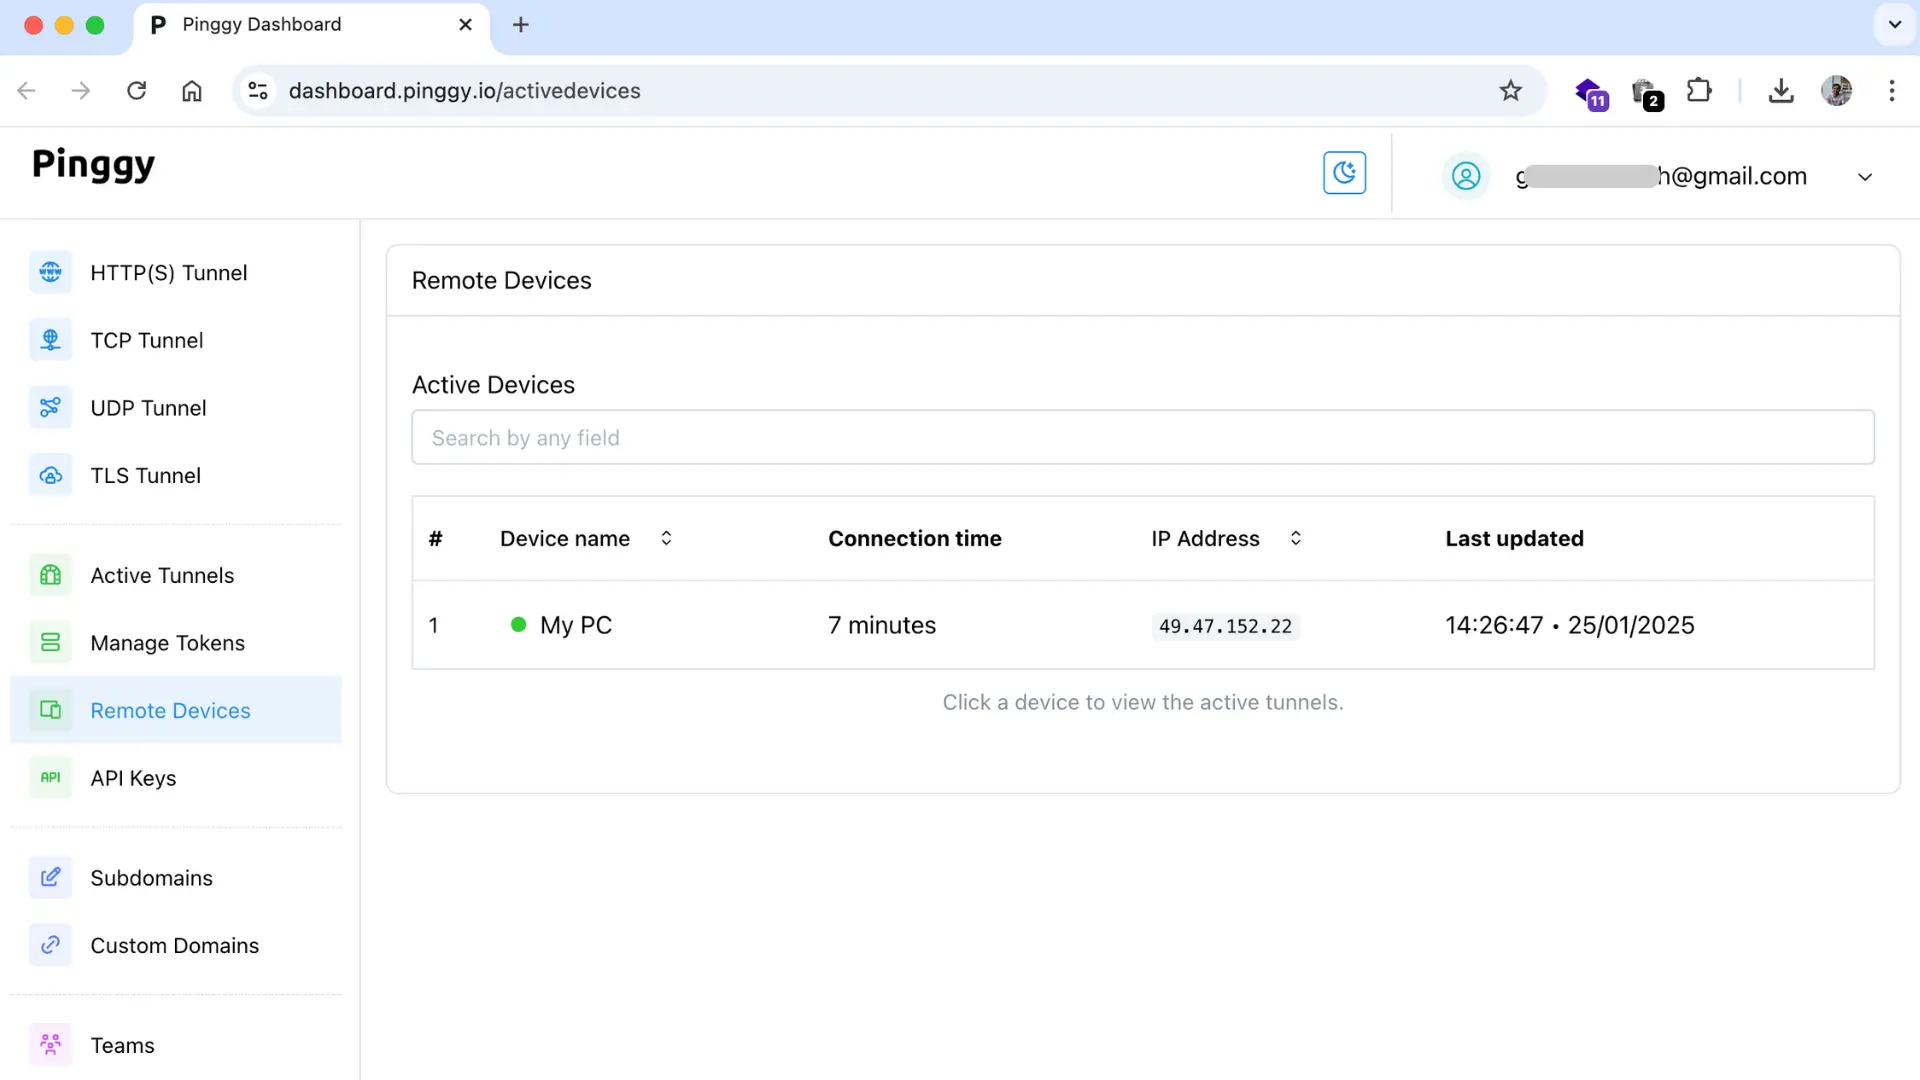 Pinggy Dashboard
dashboard.pinggy.io/activedevices
11
2
Pinggy
g h@gmail.com
HTTP(S) Tunnel
TCP Tunnel
UDP Tunnel
TLS Tunnel
Active Tunnels
Manage Tokens
Remote Devices
API API Keys
Subdomains
Custom Domains
Teams
Remote Devices
Active Devices
Search by any field
# Device name Connection time IP Address Last updated
1 My PC 7 minutes 49.47.152.22 14:26:47 • 25/01/2025
Click a device to view the active tunnels.